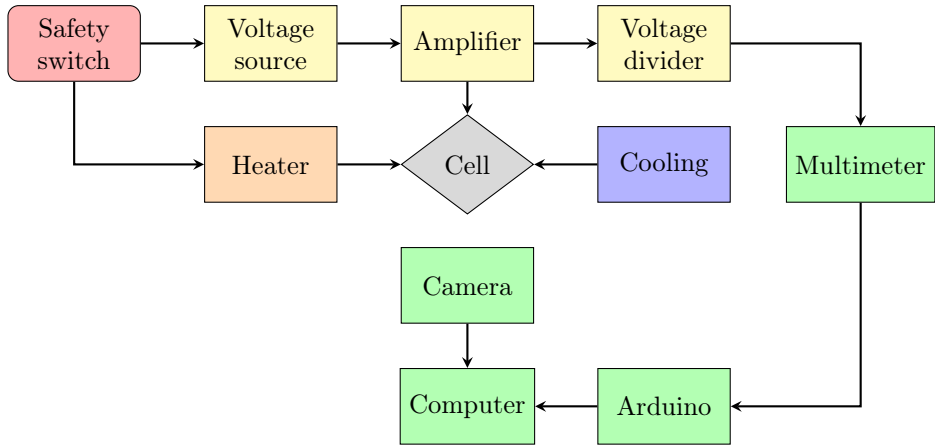 Safety
switch
Voltage
source
Amplifier
Voltage
divider
Heater
Cell
Cooling
Multimeter
Camera
Computer
Arduino